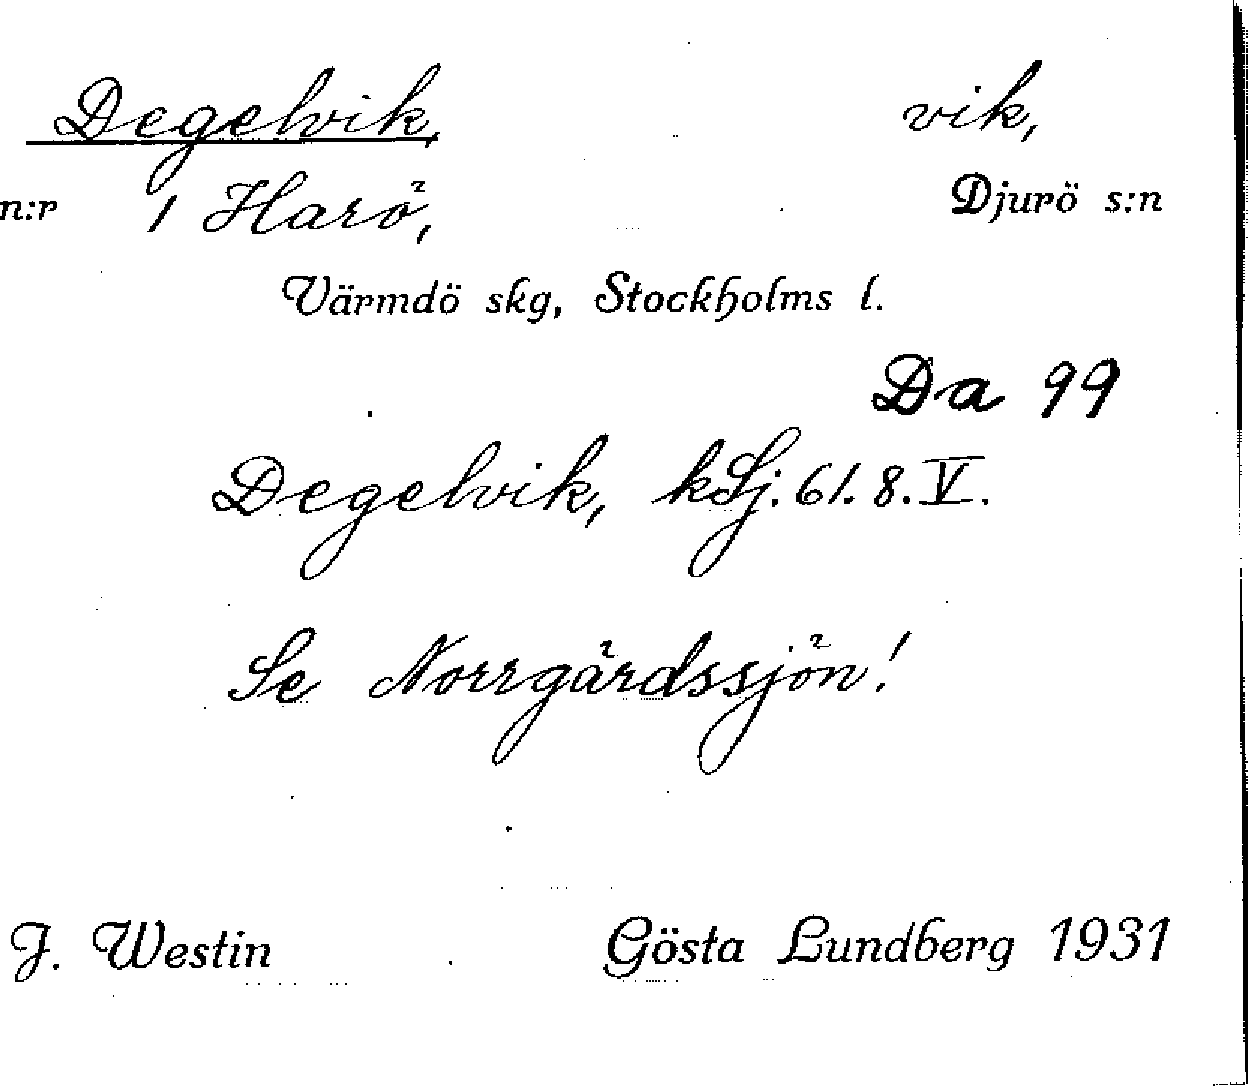 Degelvik, vik,
n:r 1 Harö, Djurö s:n
Värmdö skg, Stockholms l.
Da 99
Degelvik, kSj. 61. 8. V.
Se Norrgårdssjön!
J. Westin Gösta Lundberg 1931